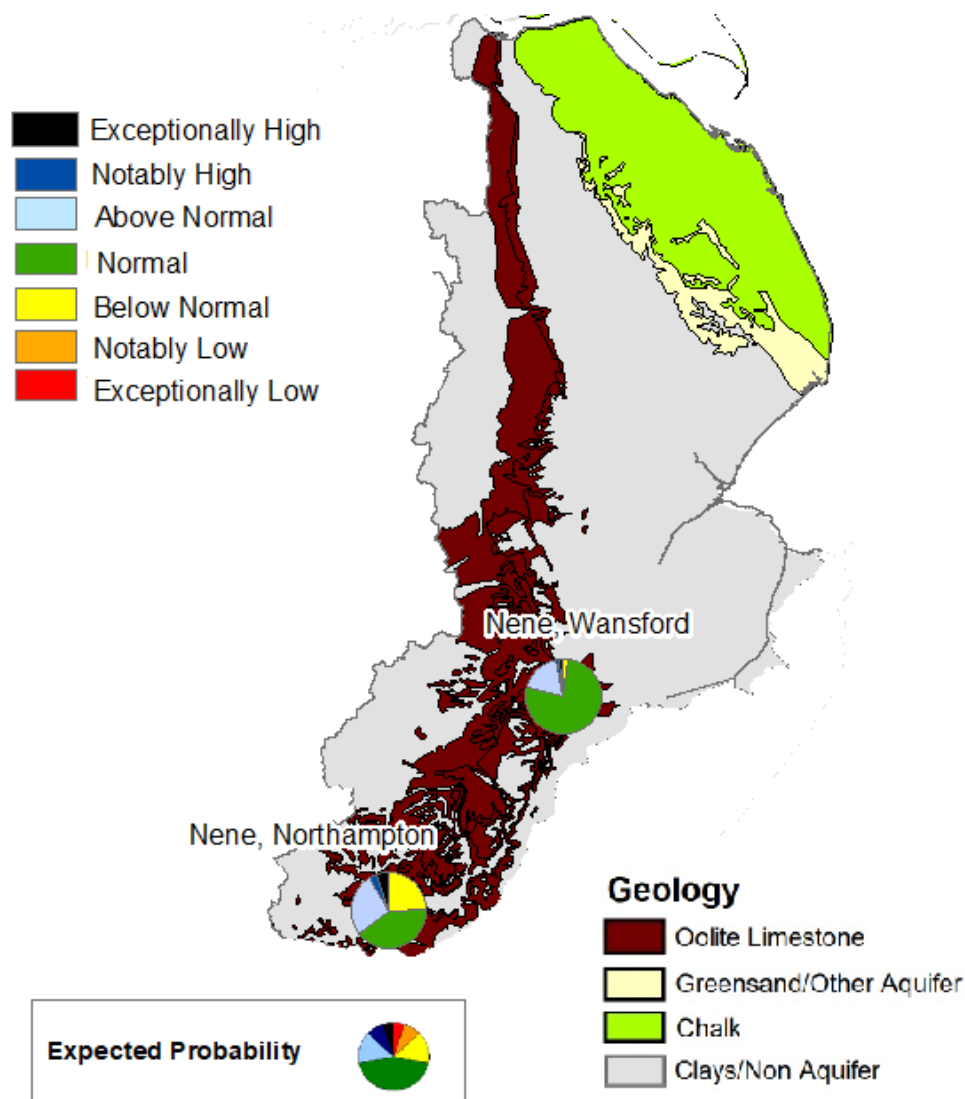 Exceptionally High
Notably High
Above Normal
Normal
Below Normal
Notably Low
Exceptionally Low
Nene, Wansford
Nene, Northampton
Expected Probability
Geology
Oolite Limestone
Greensand/Other Aquifer
Chalk
Clays/Non Aquifer